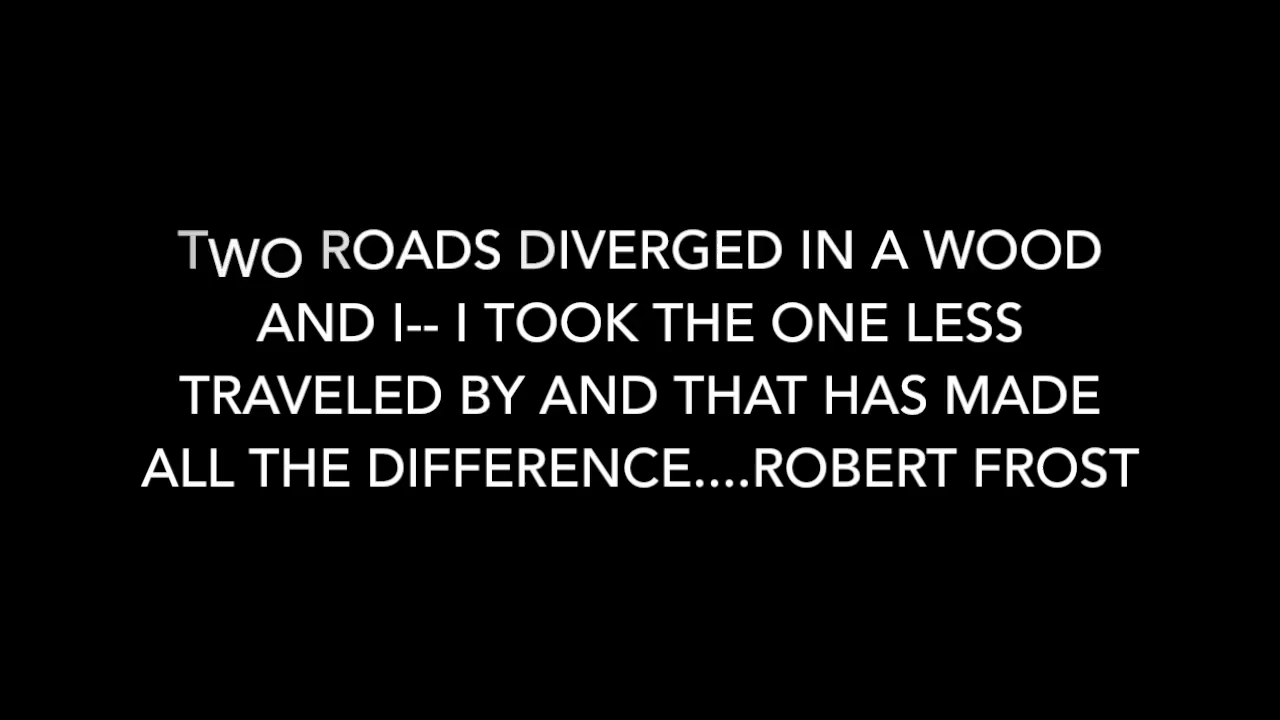 TWO ROADS DIVERGED IN A WOOD
AND I-- I TOOK THE ONE LESS
TRAVELED BY AND THAT HAS MADE
ALL THE DIFFERENCE....ROBERT FROST